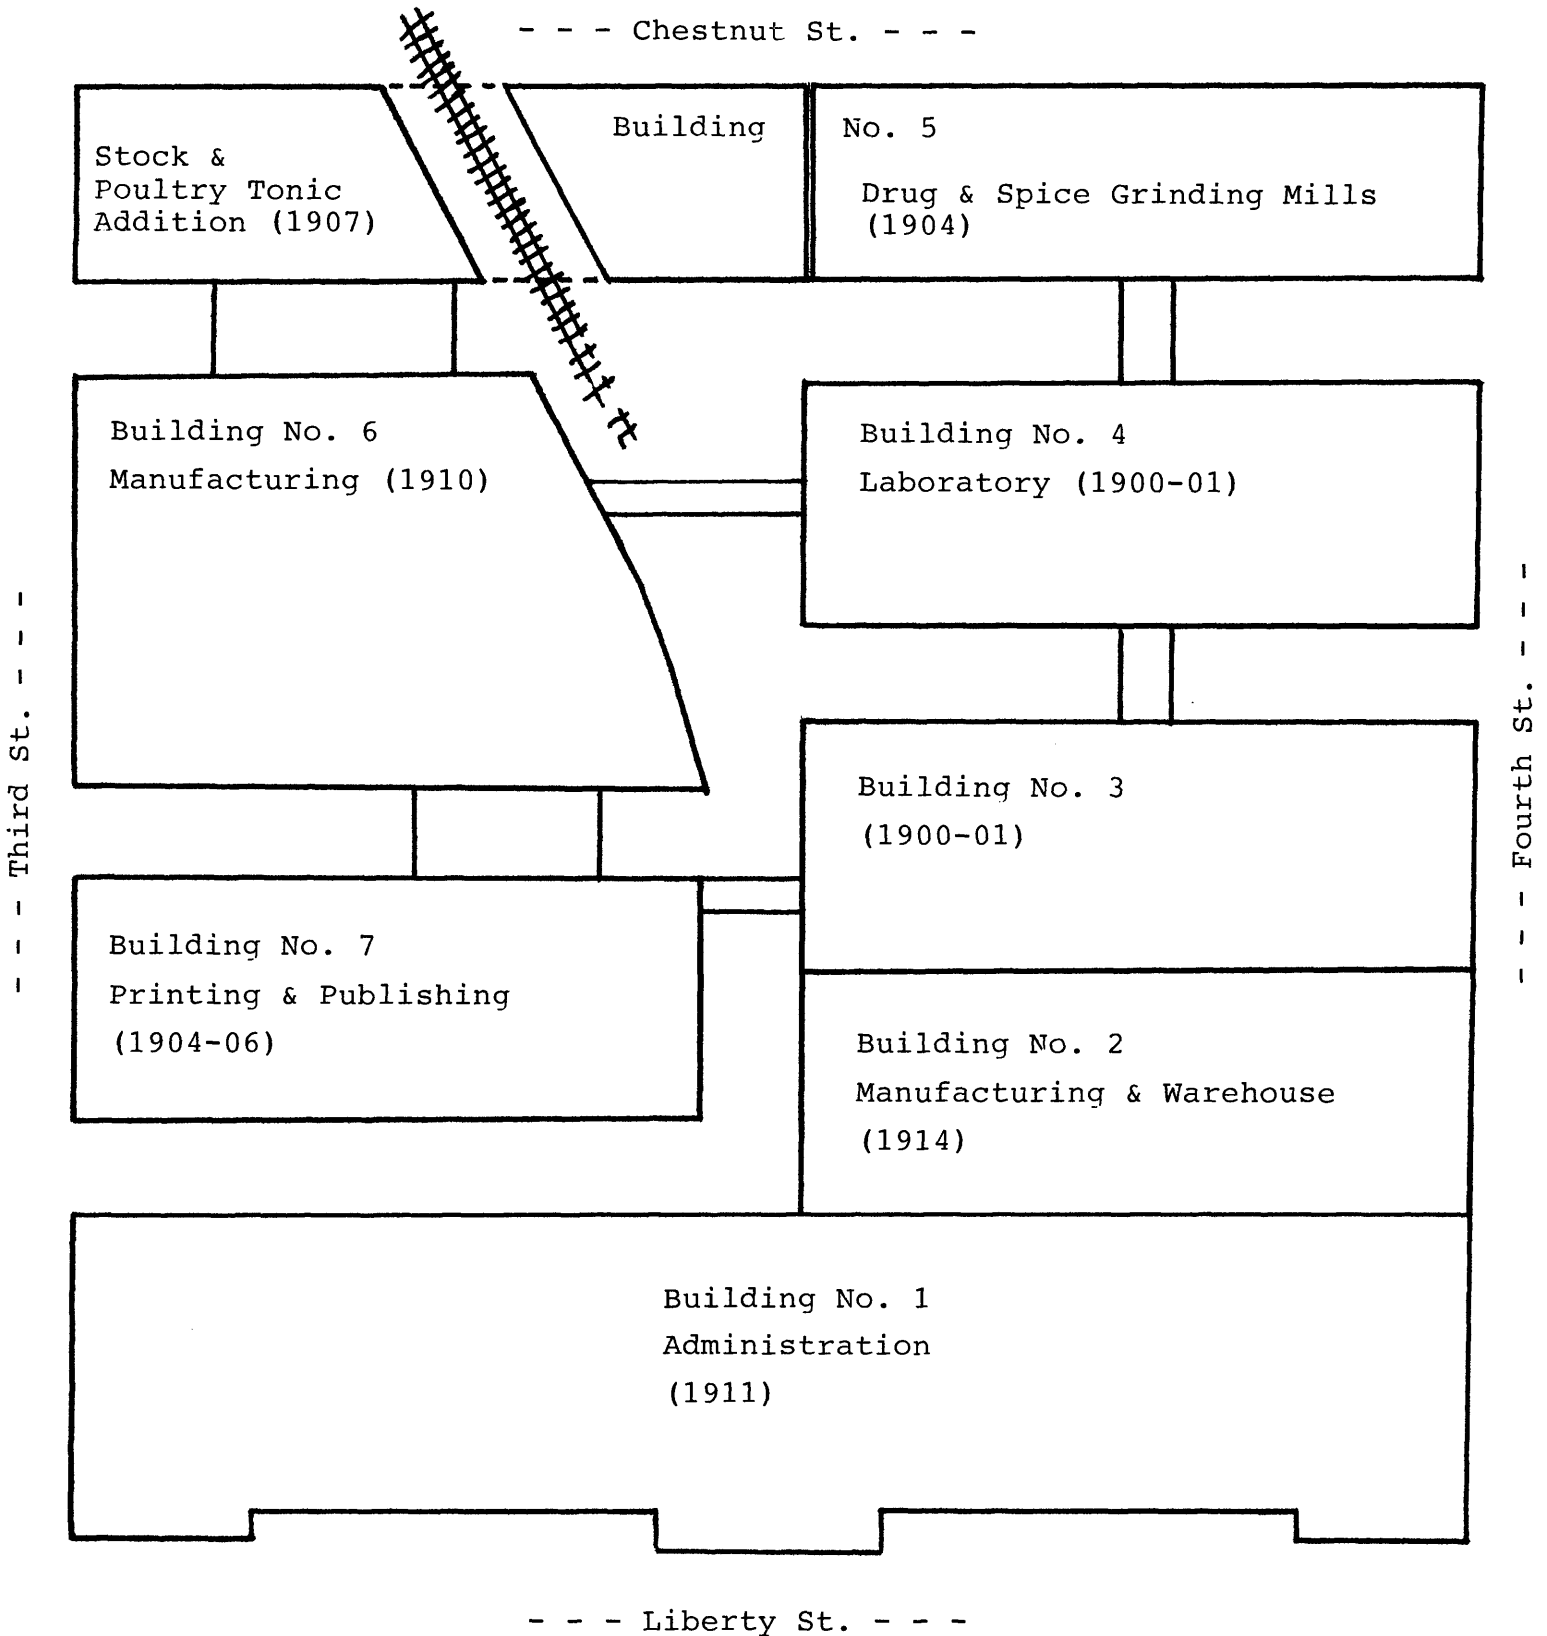 - - - Chestnut St. - - -
Building No. 5
Stock &
Poultry Tonic
Addition (1907)
Drug & Spice Grinding Mills
(1904)
Building No. 6
Manufacturing (1910)
Building No. 4
Laboratory (1900-01)
- - - Third St. - - -
- - - Fourth St. - - -
Building No. 3
(1900-01)
Building No. 7
Printing & Publishing
(1904-06)
Building No. 2
Manufacturing & Warehouse
(1914)
Building No. 1
Administration
(1911)
- - - Liberty St. - - -